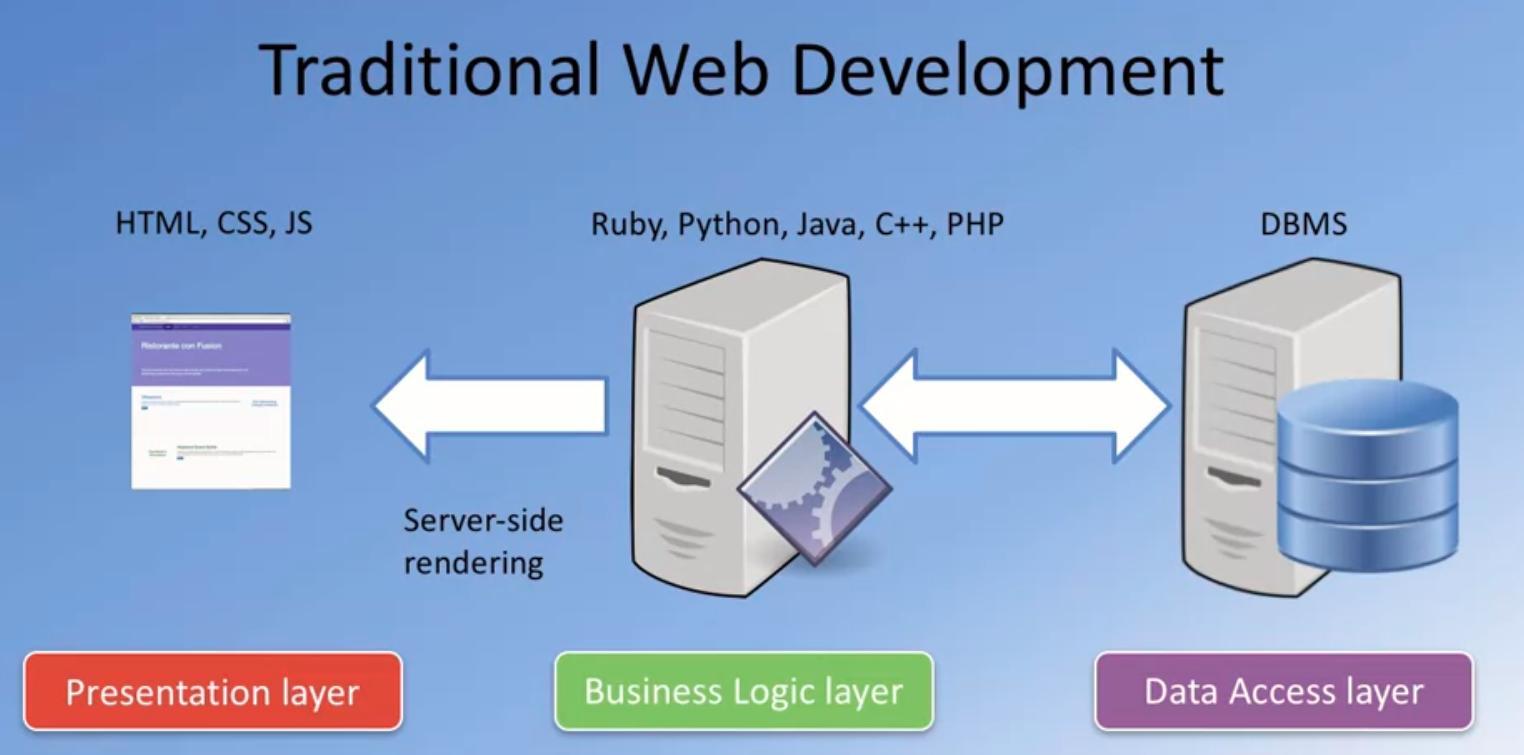 Traditional Web Development
HTML, CSS, JS
Ruby, Python, Java, C++, PHP
DBMS
Ristorante con Fusion
Server-side
rendering
Presentation layer
Business Logic layer
Data Access layer